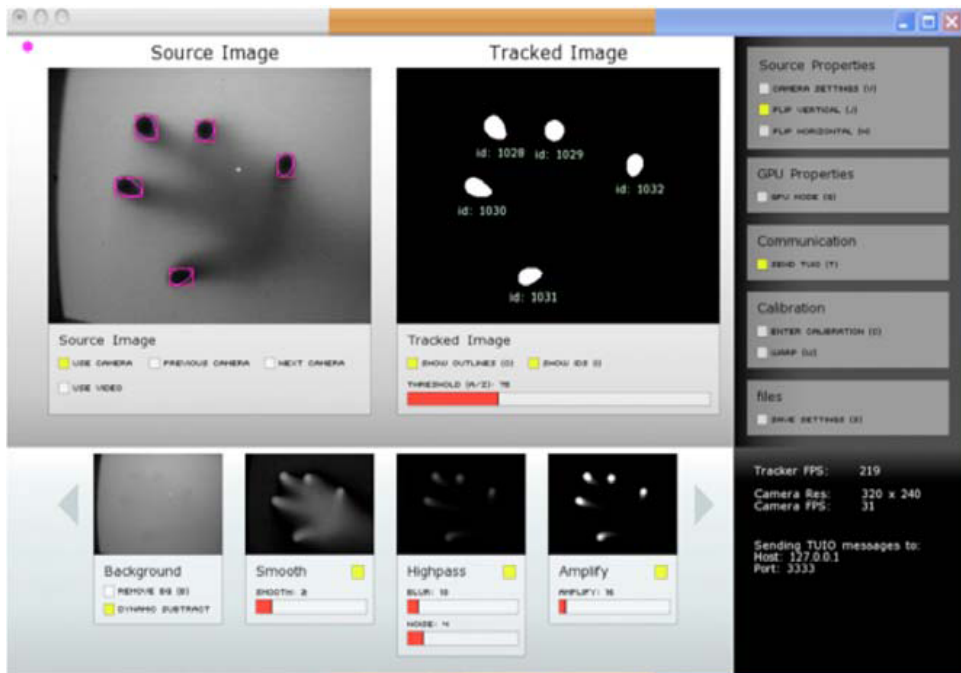 Source Image
Tracked Image
id: 1028
id: 1029
id: 1032
id: 1030
id: 1031
Source Image
USE CAMERA
PREVIOUS CAMERA
NEXT CAMERA
USE VIDEO
Tracked Image
SHOW OUTLINES (O)
SHOW IDS (I)
THRESHOLD (A/Z): 78
Source Properties
CAMERA SETTINGS (V)
FLIP VERTICAL (J)
FLIP HORIZONTAL (H)
GPU Properties
GPU MODE (G)
Communication
SEND TUIO (T)
Calibration
ENTER CALIBRATION (C)
WARP (W)
files
SAVE SETTINGS (S)
Background
REMOVE BG (B)
DYNAMIC SUBTRACT
Smooth
SMOOTH: 2
Highpass
BLUR: 13
NOISE: 4
Amplify
AMPLIFY: 16
Tracker FPS: 219
Camera Res: 320 x 240
Camera FPS: 31
Sending TUIO messages to:
Host: 127.0.0.1
Port: 3333